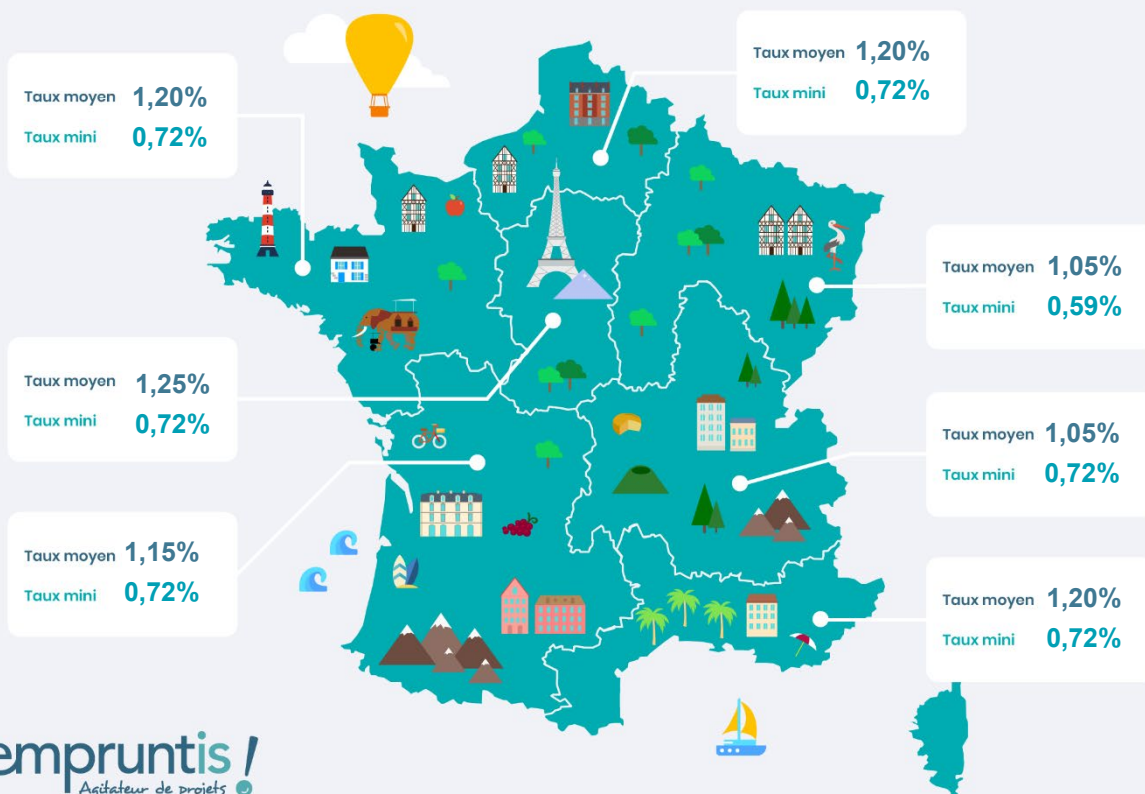 Taux moyen 1,20%
Taux mini 0,72%
Taux moyen 1,20%
Taux mini 0,72%
Taux moyen 1,05%
Taux mini 0,59%
Taux moyen 1,25%
Taux mini 0,72%
Taux moyen 1,05%
Taux mini 0,72%
Taux moyen 1,15%
Taux mini 0,72%
Taux moyen 1,20%
Taux mini 0,72%
empruntis !
Agitateur de projets